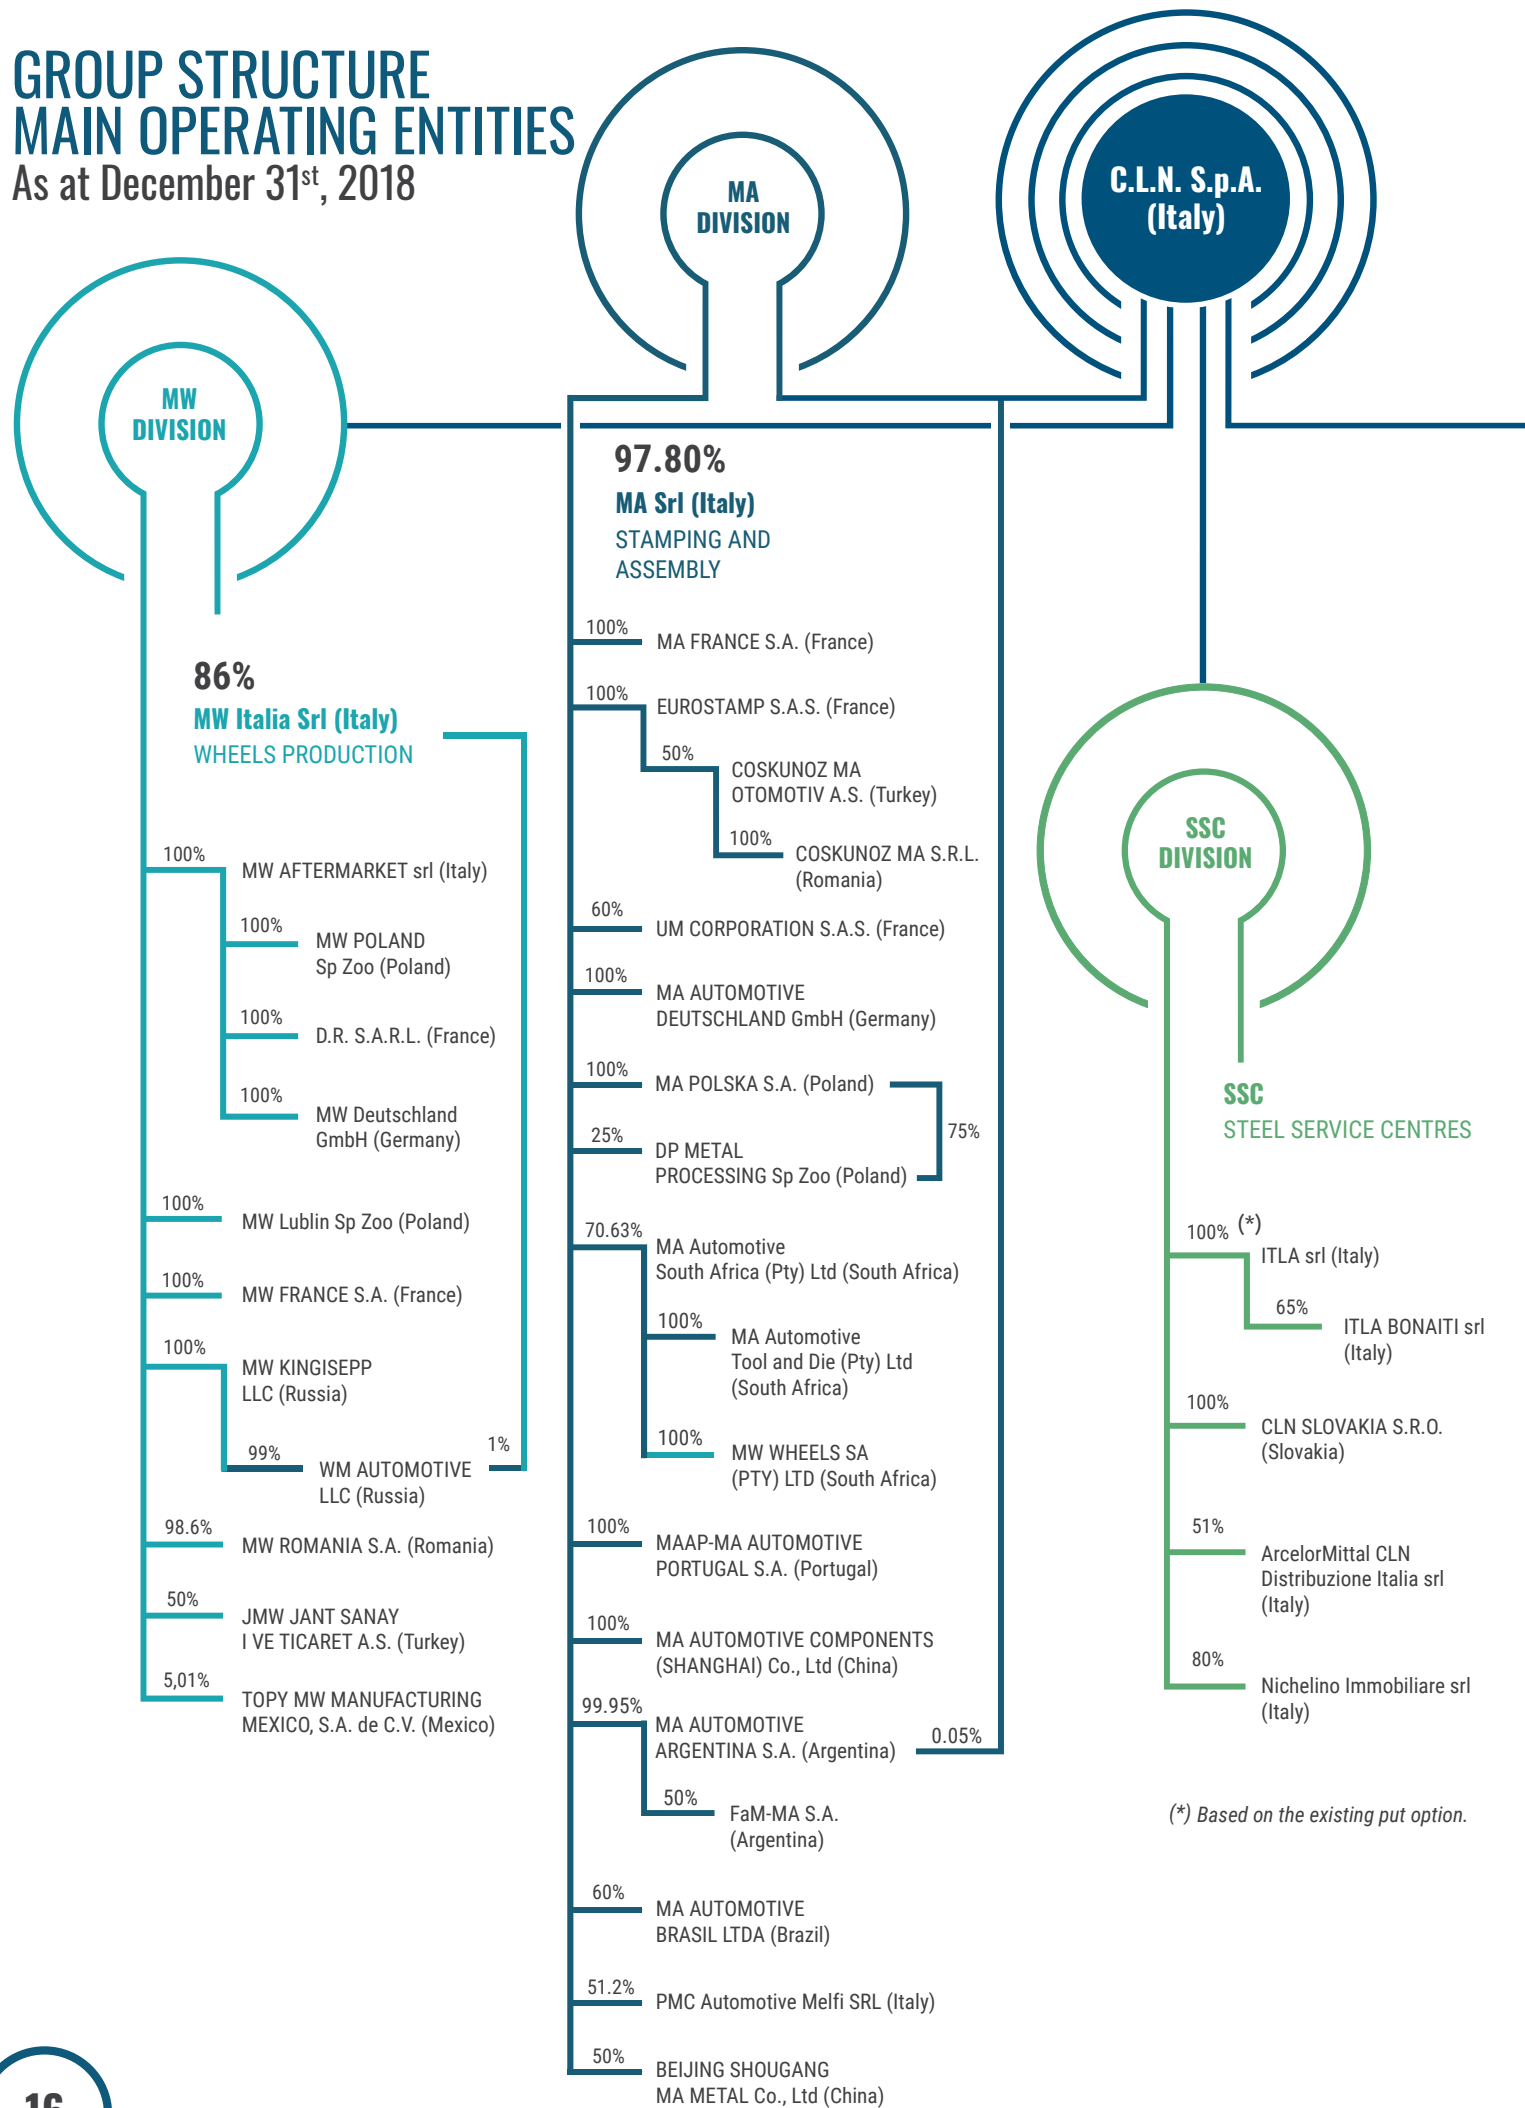 GROUP STRUCTURE
MAIN OPERATING ENTITIES
As at December 31st, 2018
MA
DIVISION
C.L.N. S.p.A.
(Italy)
MW
DIVISION
86%
MW Italia Srl (Italy)
WHEELS PRODUCTION
100%
MW AFTERMARKET srl (Italy)
100%
MW POLAND
Sp Zoo (Poland)
100%
D.R. S.A.R.L. (France)
100%
MW Deutschland
GmbH (Germany)
100%
MW Lublin Sp Zoo (Poland)
100%
MW FRANCE S.A. (France)
100%
MW KINGISEPP
LLC (Russia)
99%
WM AUTOMOTIVE
LLC (Russia)
1%
98.6%
MW ROMANIA S.A. (Romania)
50%
JMW JANT SANAY
I VE TICARET A.S. (Turkey)
5,01%
TOPY MW MANUFACTURING
MEXICO, S.A. de C.V. (Mexico)
97.80%
MA Srl (Italy)
STAMPING AND
ASSEMBLY
100%
MA FRANCE S.A. (France)
100%
EUROSTAMP S.A.S. (France)
50%
COSKUNOZ MA
OTOMOTIV A.S. (Turkey)
100%
COSKUNOZ MA S.R.L.
(Romania)
60%
UM CORPORATION S.A.S. (France)
100%
MA AUTOMOTIVE
DEUTSCHLAND GmbH (Germany)
100%
MA POLSKA S.A. (Poland)
75%
25%
DP METAL
PROCESSING Sp Zoo (Poland)
70.63%
MA Automotive
South Africa (Pty) Ltd (South Africa)
100%
MA Automotive
Tool and Die (Pty) Ltd
(South Africa)
100%
MW WHEELS SA
(PTY) LTD (South Africa)
100%
MAAP-MA AUTOMOTIVE
PORTUGAL S.A. (Portugal)
100%
MA AUTOMOTIVE COMPONENTS
(SHANGHAI) Co., Ltd (China)
99.95%
MA AUTOMOTIVE
ARGENTINA S.A. (Argentina)
0.05%
50%
FaM-MA S.A.
(Argentina)
60%
MA AUTOMOTIVE
BRASIL LTDA (Brazil)
51.2%
PMC Automotive Melfi SRL (Italy)
50%
BEIJING SHOUGANG
MA METAL Co., Ltd (China)
SSC
DIVISION
SSC
STEEL SERVICE CENTRES
100% (*)
ITLA srl (Italy)
65%
ITLA BONAITI srl
(Italy)
100%
CLN SLOVAKIA S.R.O.
(Slovakia)
51%
ArcelorMittal CLN
Distribuzione Italia srl
(Italy)
80%
Nichelino Immobiliare srl
(Italy)
(*) Based on the existing put option.
16